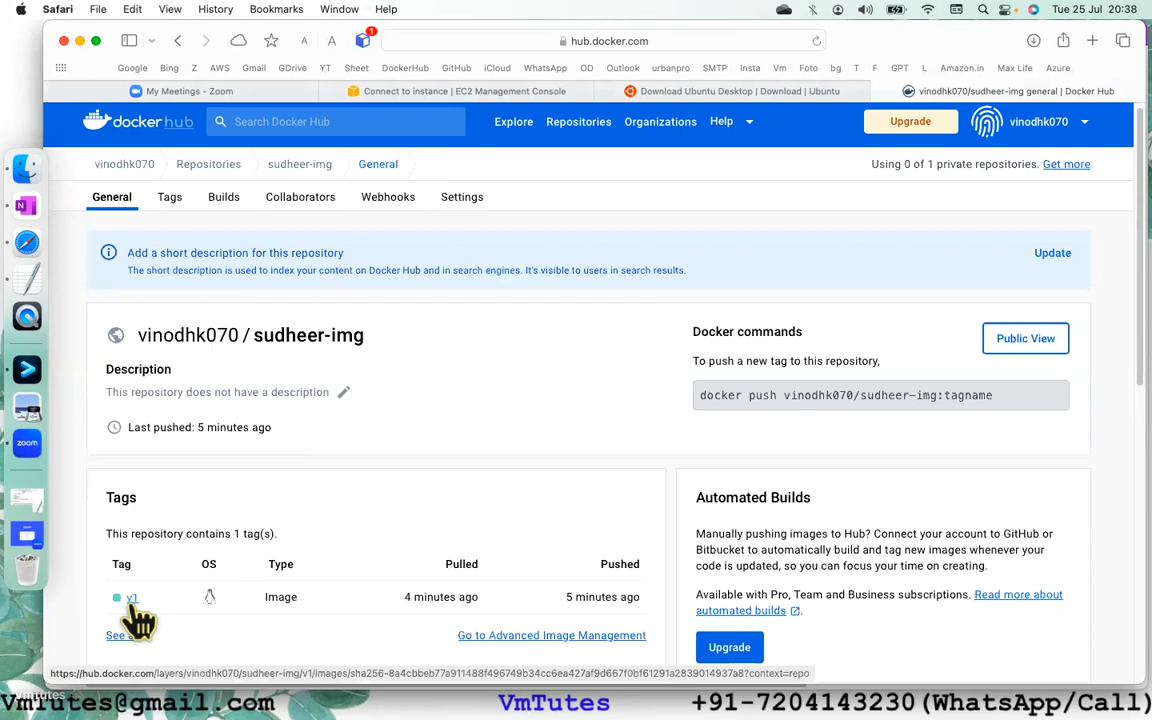 Safari File Edit View History Bookmarks Window Help Tue 25 Jul 20:38
1
A A hub.docker.com
Google Bing Z AWS Gmail GDrive YT Sheet DockerHub GitHub iCloud WhatsApp OD Outlook urbanpro SMTP Insta Vm Foto bg T F GPT L Amazon.in Max Life Azure
My Meetings - Zoom Connect to instance | EC2 Management Console Download Ubuntu Desktop | Download | Ubuntu vinodhk070/sudheer-img general | Docker Hub
dockerhub Search Docker Hub Explore Repositories Organizations Help Upgrade vinodhk070
vinodhk070 Repositories sudheer-img General Using 0 of 1 private repositories. Get more
General Tags Builds Collaborators Webhooks Settings
Add a short description for this repository Update
The short description is used to index your content on Docker Hub and in search engines. It's visible to users in search results.
vinodhk070 / sudheer-img
Description
This repository does not have a description
Last pushed: 5 minutes ago
Docker commands Public View
To push a new tag to this repository,
docker push vinodhk070/sudheer-img:tagname
Tags
This repository contains 1 tag(s).
Tag OS Type Pulled Pushed
v1 Image 4 minutes ago 5 minutes ago
See Go to Advanced Image Management
Automated Builds
Manually pushing images to Hub? Connect your account to GitHub or
Bitbucket to automatically build and tag new images whenever your
code is updated, so you can focus your time on creating.
Available with Pro, Team and Business subscriptions. Read more about
automated builds.
Upgrade
zoom
https://hub.docker.com/layers/vinodhk070/sudheer-img/v1/images/sha256-8a4cbbeb77a911488f496749b34cc6ea427af9d667f61291a2839014937a8?context=repo
VmTutes
VmTutes@gmail.com VmTutes +91-7204143230(WhatsApp/Call)